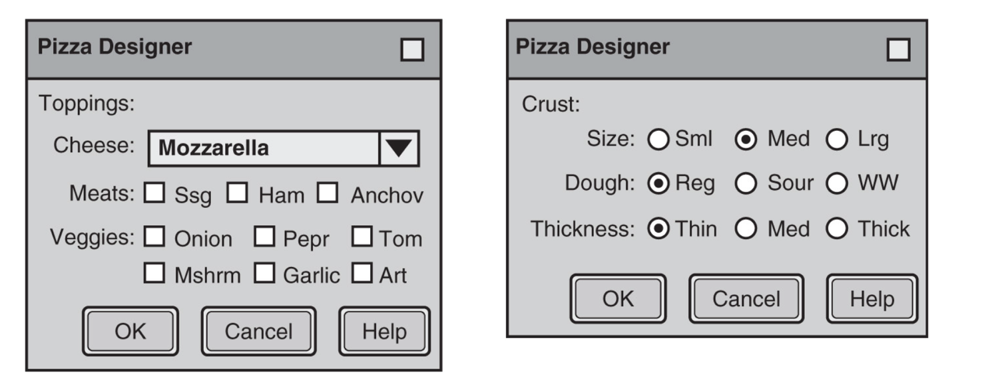 Pizza Designer
Toppings:
Cheese: Mozzarella
Meats: Ssg Ham Anchov
Veggies: Onion Pepr Tom
Mshrm Garlic Art
OK Cancel Help
Pizza Designer
Crust:
Size: Sml Med Lrg
Dough: Reg Sour WW
Thickness: Thin Med Thick
OK Cancel Help